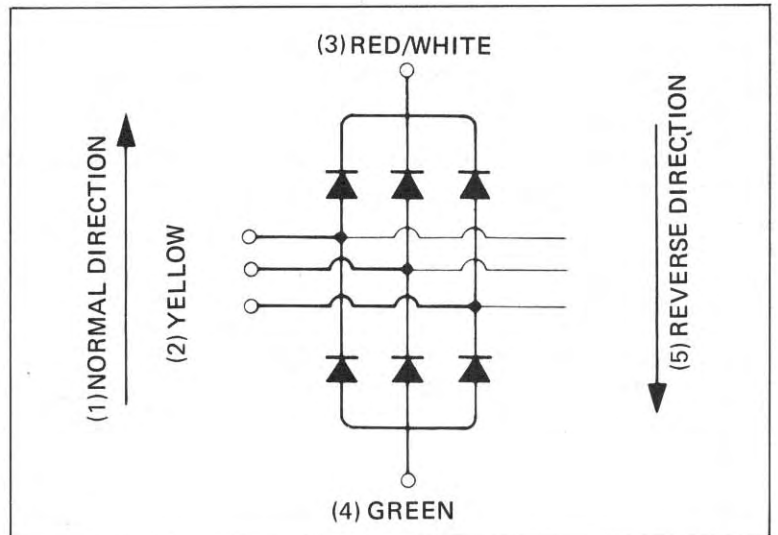 (3) RED/WHITE
(1) NORMAL DIRECTION
(2) YELLOW
(5) REVERSE DIRECTION
(4) GREEN